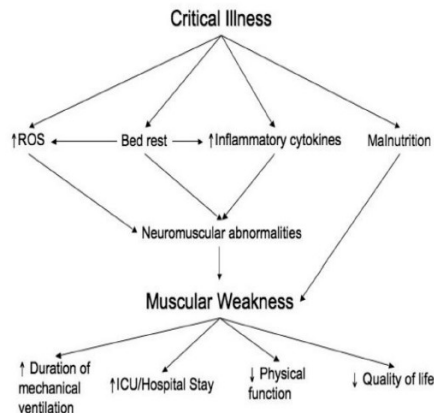 Critical Illness
↑ROS
Bed rest
↑Inflammatory cytokines
Malnutrition
Neuromuscular abnormalities
Muscular Weakness
↑ Duration of
mechanical
ventilation
↑ICU/Hospital Stay
↓ Physical
function
↓ Quality of life